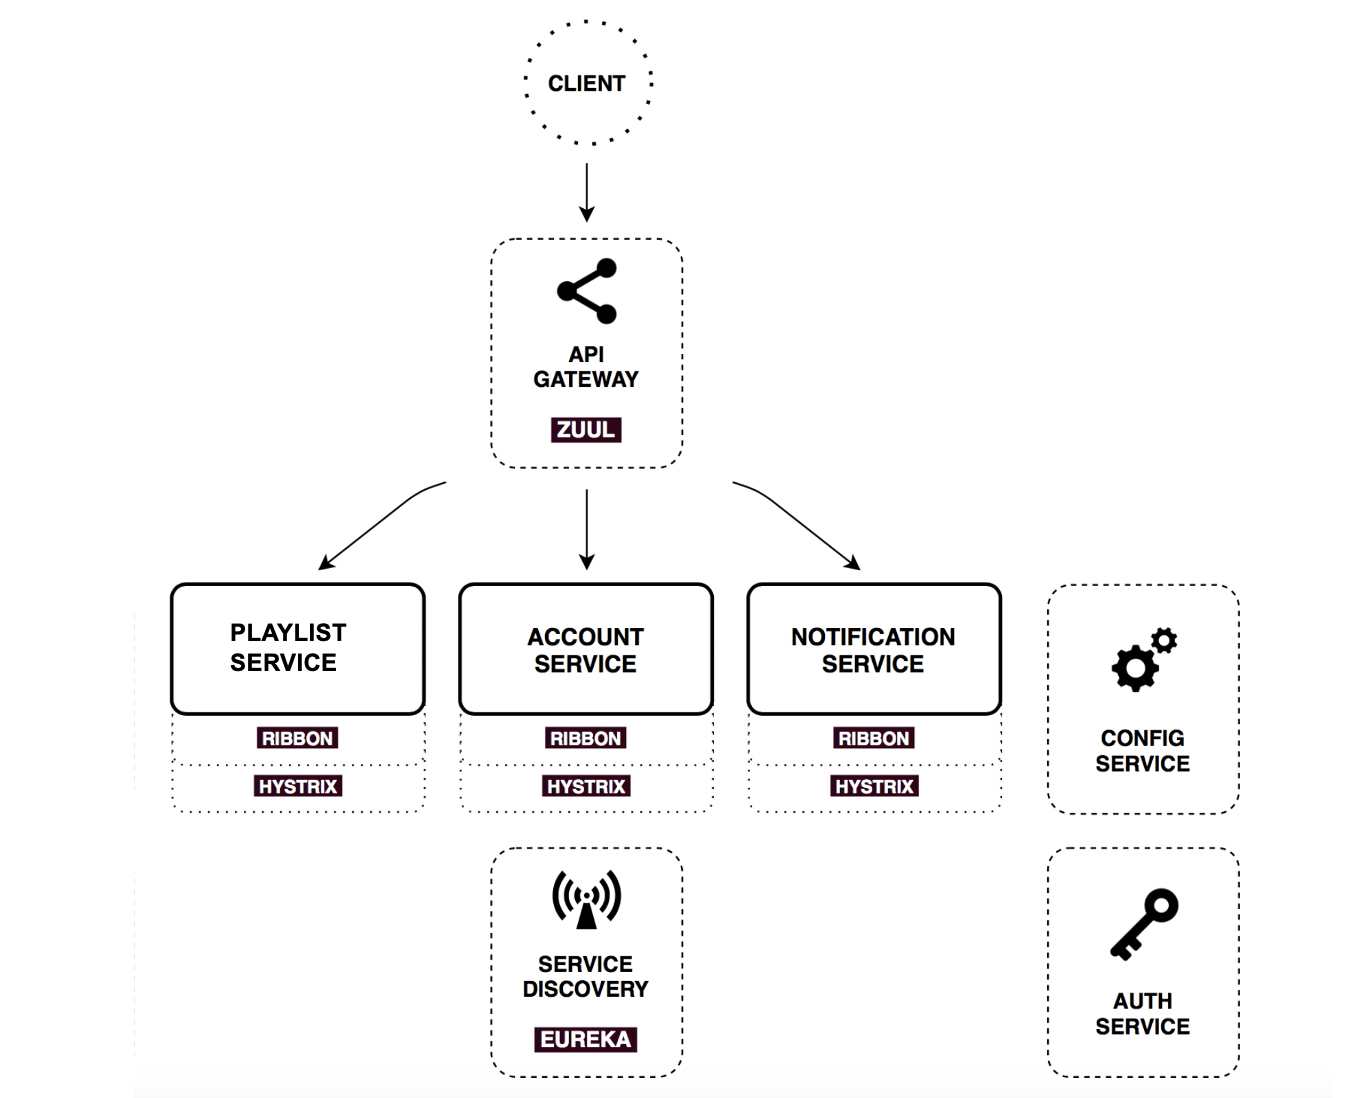 CLIENT
API
GATEWAY
ZUUL
PLAYLIST
SERVICE
RIBBON
HYSTRIX
ACCOUNT
SERVICE
RIBBON
HYSTRIX
NOTIFICATION
SERVICE
RIBBON
HYSTRIX
CONFIG
SERVICE
SERVICE
DISCOVERY
EUREKA
AUTH
SERVICE